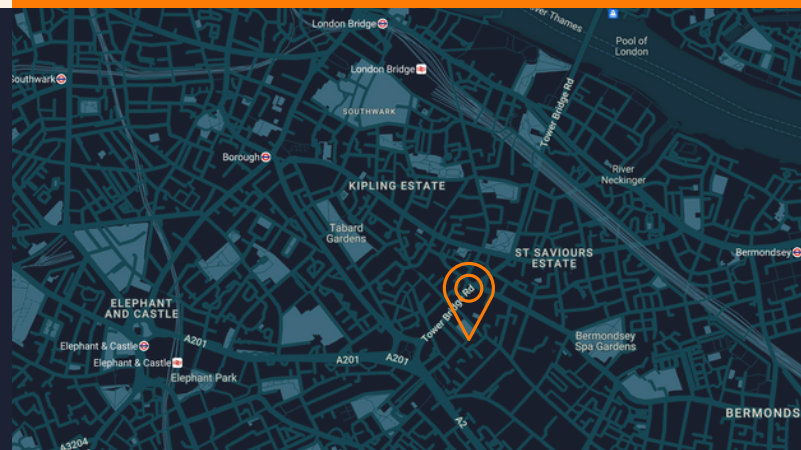 London Bridge
River Thames
Pool of
London
London Bridge
Southwark
SOUTHWARK
Tower Bridge Rd
Borough
KIPLING ESTATE
River
Neckinger
Tabard
Gardens
ST SAVIOURS
ESTATE
Bermondsey
Tower Bridge Rd
ELEPHANT
AND CASTLE
A201
Elephant & Castle
Elephant & Castle
Elephant Park
A201
A201
Bermondsey
Spa Gardens
A2
BERMONDS
A3204